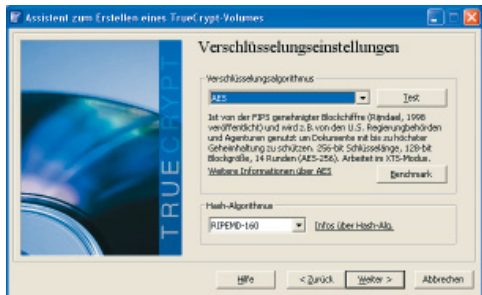 Assistent zum Erstellen eines TrueCrypt-Volumes
TRUECRYPT
Verschlüsselungseinstellungen
Verschlüsselungsalgorithmus
AES
Test
Ist von der FIPS genehmigter Blockchiffre (Rijndael, 1998
veröffentlicht) und wird z.B. von den U.S. Regierungbehörden
und Agenturen genutzt um Dokumente mit bis zu höchster
Geheimhaltung zu schützen. 256-bit Schlüssellänge, 128-bit
Blockgröße, 14 Runden (AES-256). Arbeitet im XTS-Modus.
Weitere Informationen über AES
Benchmark
Hash-Algorithmus
RIPEMD-160
Infos über Hash-Alg.
Hilfe
< Zurück
Weiter >
Abbrechen